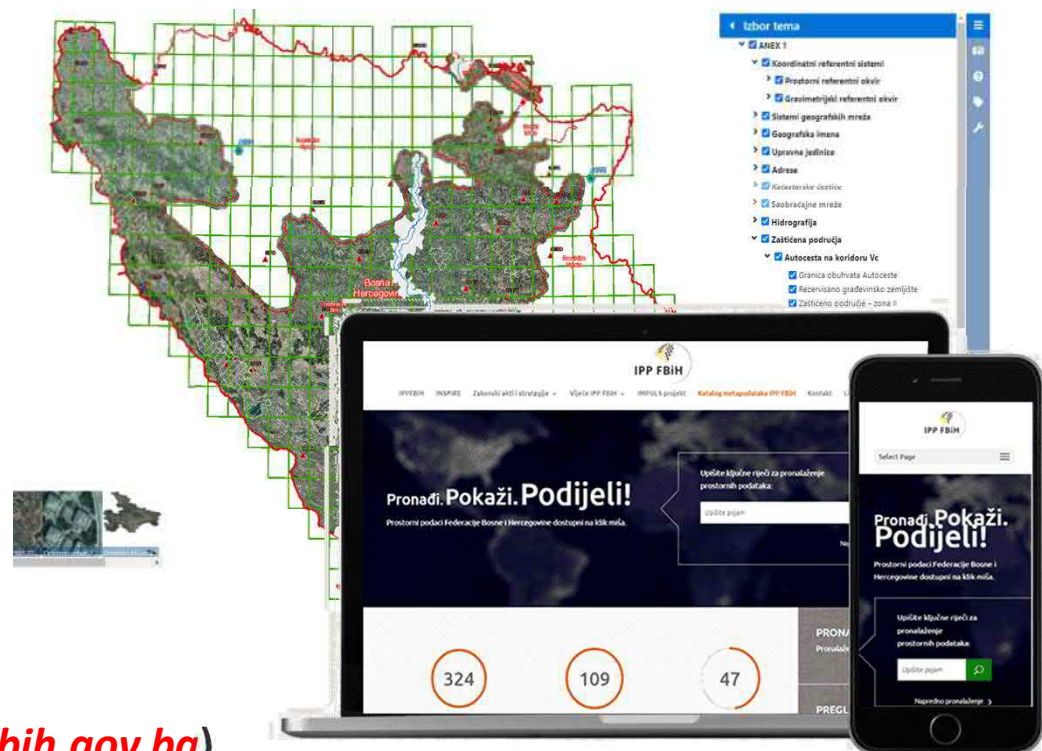 Izbor tema
ANEX 1
Koordinatni referentni sistemi
Prostorni referentni okvir
Gravimetrijski referentni okvir
Sistemi geografskih mreža
Geografska imena
Upravna jedinice
Adrese
Katastarske čestice
Saobraćajne mreže
Hidrografija
Zaštićena područja
Autocesta na koridoru Vc
Granica obuhvata Autoceste
Rezervisano građevinsko zemljište
Zaštićeno područje – zona II
Bosna
Hercegovin
IPP FBiH
IPPFBIH INSPIRE Zakonski akti i strategije Vijeće IPP FBiH IMPULS projekt Katalog metapodataka IPP FBiH Kontakt
Pronađi. Pokaži. Podijeli!
Prostorni podaci Federacije Bosne i Hercegovine dostupni na klik miša.
Upišite ključne riječi za pronalaženje
prostornih podataka:
Upišite pojam
324
109
47
PRONA
Pronalaže
PREGL
IPP FBiH
Select Page
Pronađi. Pokaži.
Podijeli!
Prostorni podaci Federacije Bosne i
Hercegovine dostupni na klik miša.
Upišite ključne riječi za
pronalaženje
prostornih podataka:
Upišite pojam
Napredno pronalaženje
bih.gov.ba)